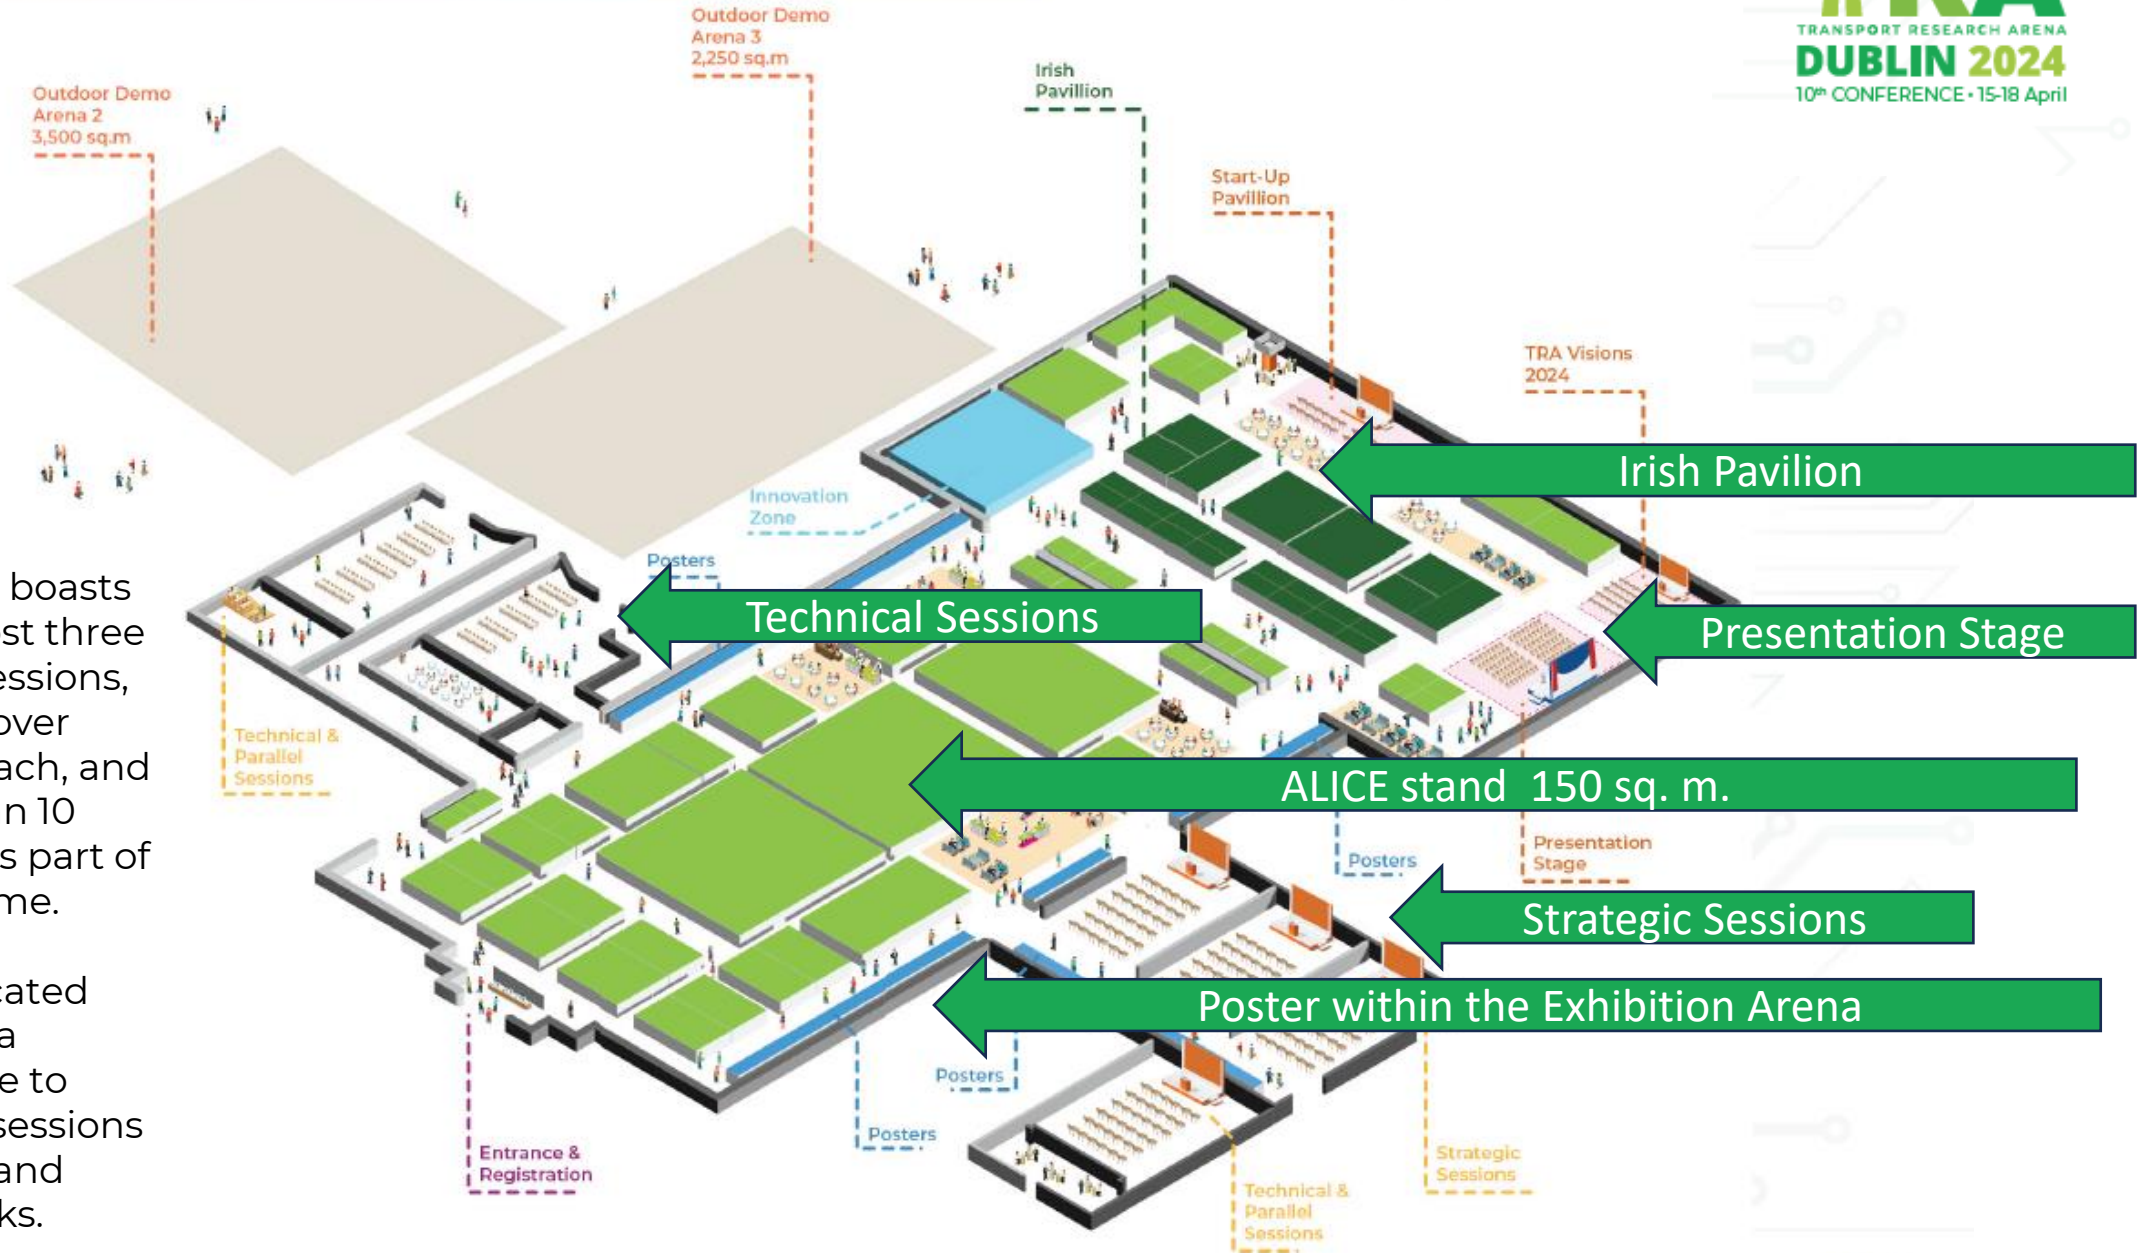 TRA
TRANSPORT RESEARCH ARENA
DUBLIN 2024
10th CONFERENCE • 15-18 April
Outdoor Demo
Arena 3
2,250 sq.m
Outdoor Demo
Arena 2
3,500 sq.m
Irish
Pavillion
Start-Up
Pavillion
TRA Visions
2024
Irish Pavilion
Innovation
Zone
Posters
Technical Sessions
Presentation Stage
boasts
st three
essions,
over
ach, and
n 10
s part of
me.
Technical &
Parallel
Sessions
ALICE stand 150 sq. m.
Posters
Presentation
Stage
Strategic Sessions
Poster within the Exhibition Arena
cated
a
e to
sessions
and
ks.
Posters
Posters
Entrance &
Registration
Strategic
Sessions
Technical &
Parallel
Sessions